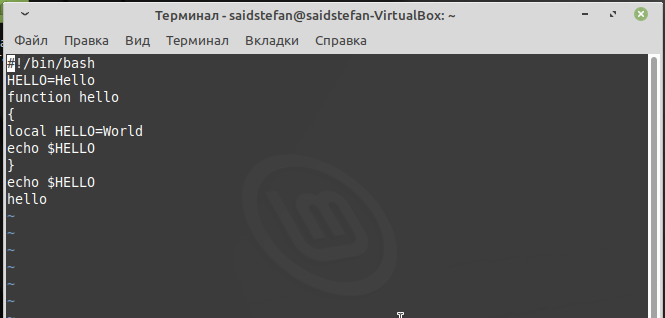 Терминал - saidstefan@saidstefan-VirtualBox: ~
Файл Правка Вид Терминал Вкладки Справка
#!/bin/bash
HELLO=Hello
function hello
{
local HELLO=World
echo $HELLO
}
echo $HELLO
hello
~
~
~
~
~
~
~